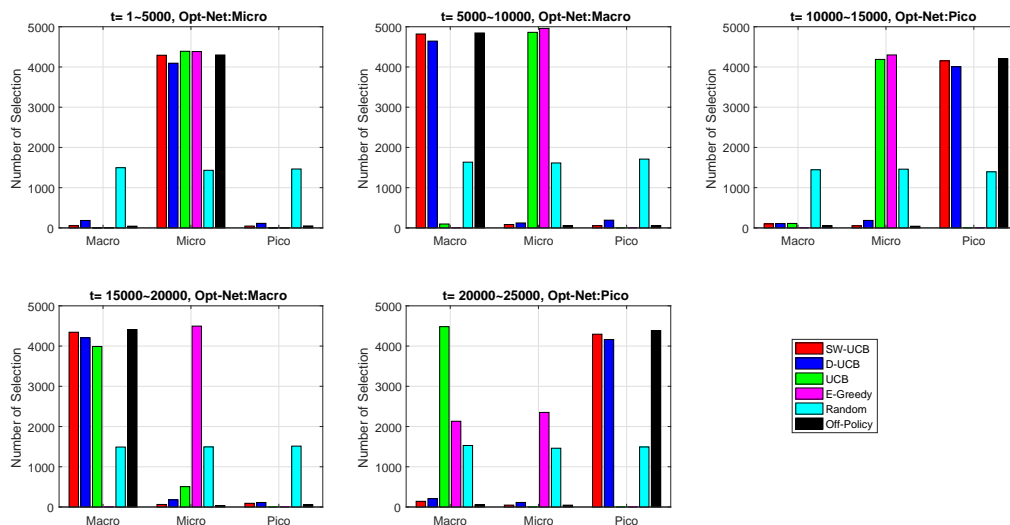 t= 1~5000, Opt-Net:Micro
5000
4000
3000
2000
1000
0
Number of Selection
Macro Micro Pico
t= 5000~10000, Opt-Net:Macro
5000
4000
3000
2000
1000
0
Number of Selection
Macro Micro Pico
t= 10000~15000, Opt-Net:Pico
5000
4000
3000
2000
1000
0
Number of Selection
Macro Micro Pico
t= 15000~20000, Opt-Net:Macro
5000
4000
3000
2000
1000
0
Number of Selection
Macro Micro Pico
t= 20000~25000, Opt-Net:Pico
5000
4000
3000
2000
1000
0
Number of Selection
Macro Micro Pico
SW-UCB
D-UCB
UCB
E-Greedy
Random
Off-Policy